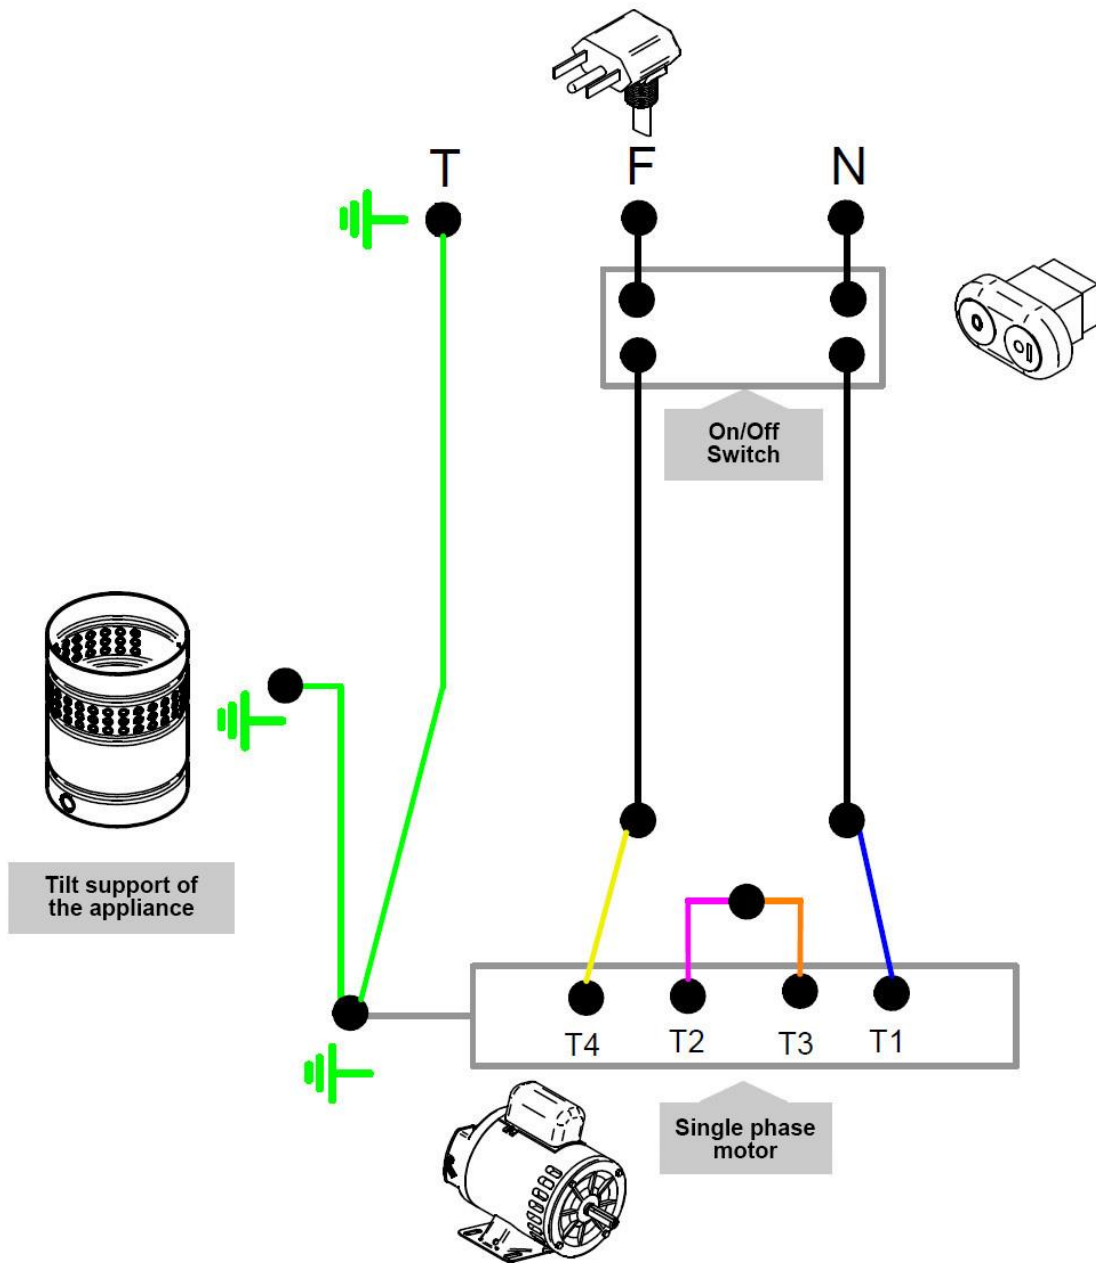 T
F
N
On/Off
Switch
Tilt support of
the appliance
T4
T2
T3
T1
Single phase
motor